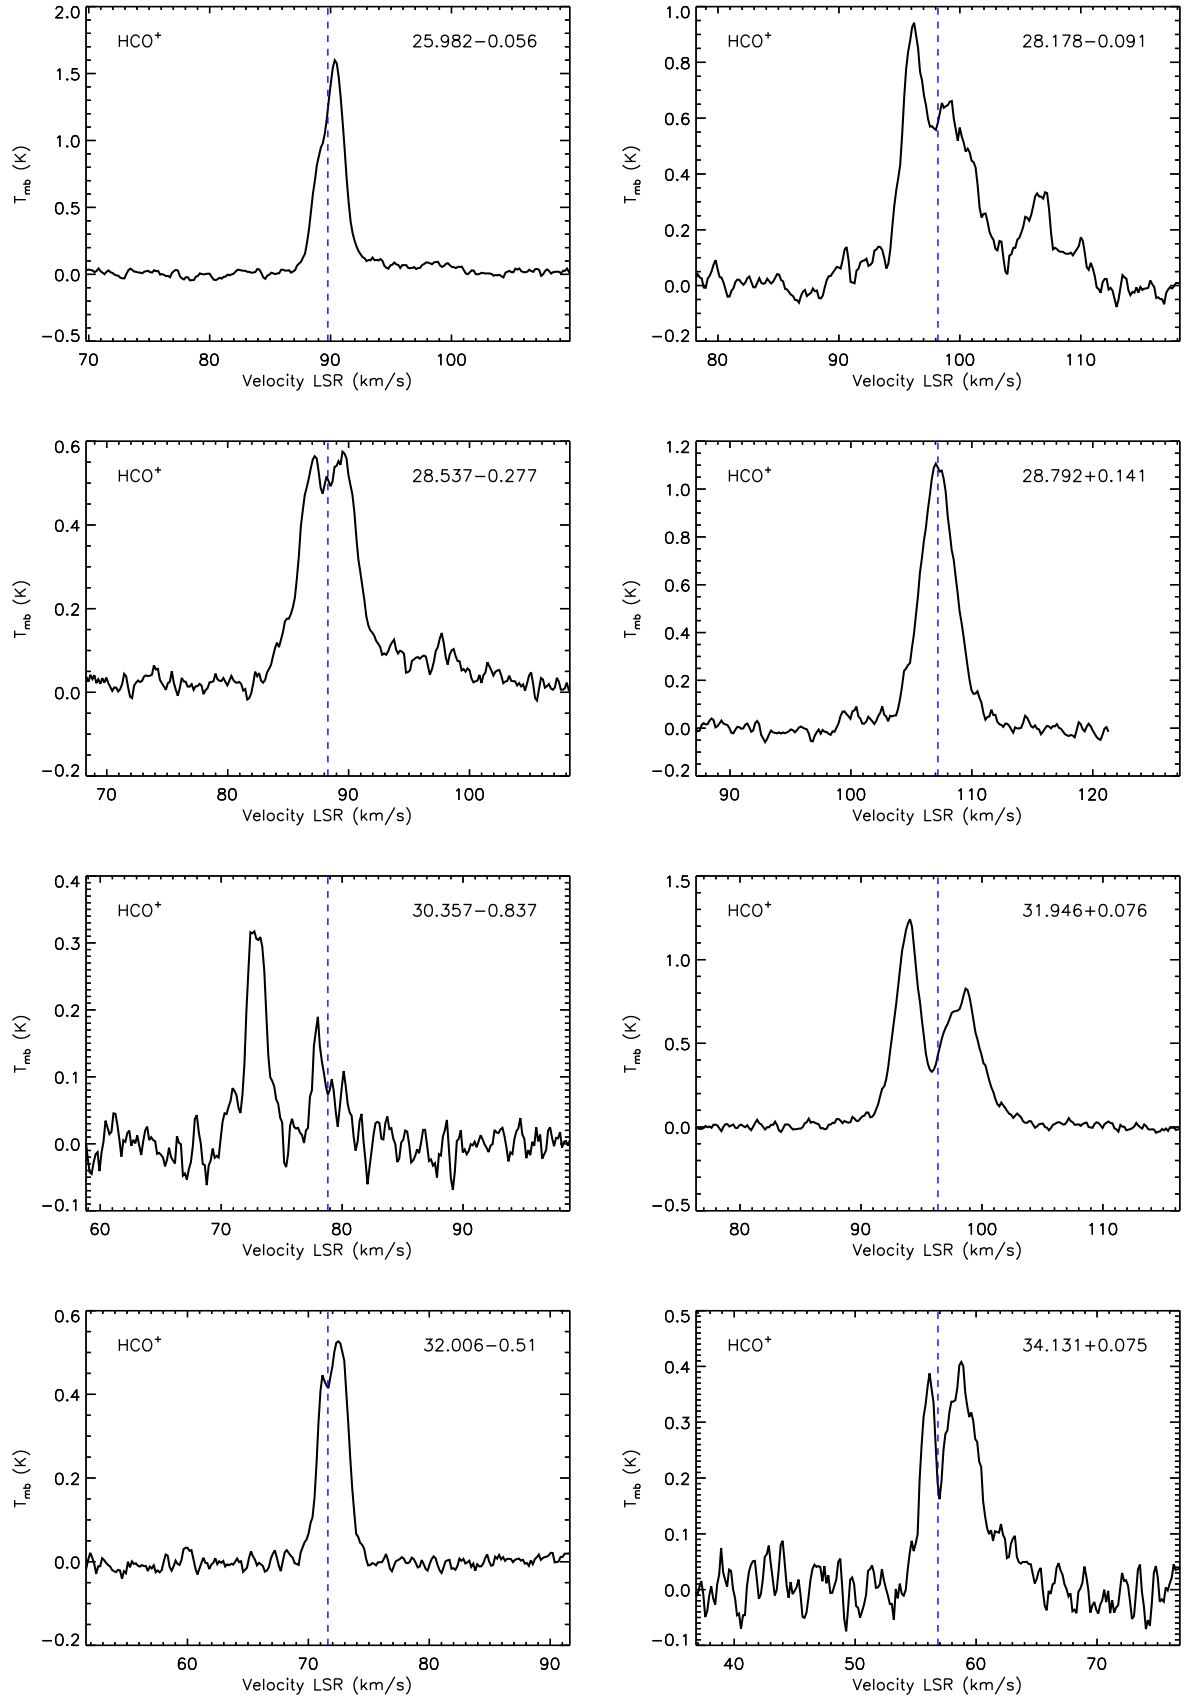 HCO+ 25.982−0.056
2.0
1.5
1.0
0.5
0.0
−0.5
Tmb (K)
70 80 90 100
Velocity LSR (km/s)
HCO+ 28.178−0.091
1.0
0.8
0.6
0.4
0.2
0.0
−0.2
Tmb (K)
80 90 100 110
Velocity LSR (km/s)
HCO+ 28.537−0.277
0.6
0.4
0.2
0.0
−0.2
Tmb (K)
70 80 90 100
Velocity LSR (km/s)
HCO+ 28.792+0.141
1.2
1.0
0.8
0.6
0.4
0.2
0.0
−0.2
Tmb (K)
90 100 110 120
Velocity LSR (km/s)
HCO+ 30.357−0.837
0.4
0.3
0.2
0.1
0.0
−0.1
Tmb (K)
60 70 80 90
Velocity LSR (km/s)
HCO+ 31.946+0.076
1.5
1.0
0.5
0.0
−0.5
Tmb (K)
80 90 100 110
Velocity LSR (km/s)
HCO+ 32.006−0.51
0.6
0.4
0.2
0.0
−0.2
Tmb (K)
60 70 80 90
Velocity LSR (km/s)
HCO+ 34.131+0.075
0.5
0.4
0.3
0.2
0.1
0.0
−0.1
Tmb (K)
40 50 60 70
Velocity LSR (km/s)